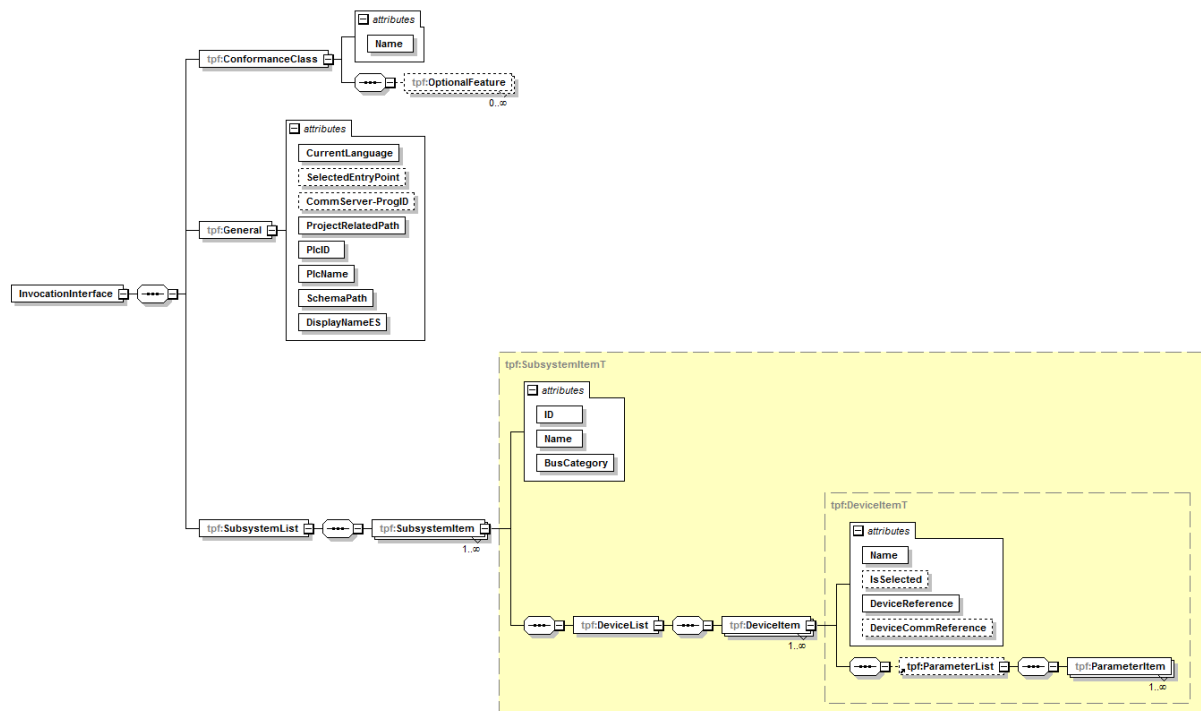 attributes
Name
tpf:ConformanceClass
tpf:OptionalFeature
0..∞
attributes
CurrentLanguage
SelectedEntryPoint
CommServer-ProgID
ProjectRelatedPath
tpf:General
PlcID
PlcName
SchemaPath
DisplayNameES
InvocationInterface
tpf:SubsystemItemT
attributes
ID
Name
BusCategory
tpf:SubsystemList
tpf:SubsystemItem
1..∞
tpf:DeviceItemT
attributes
Name
IsSelected
DeviceReference
DeviceCommReference
tpf:DeviceList
tpf:DeviceItem
1..∞
tpf:ParameterList
tpf:ParameterItem
1..∞